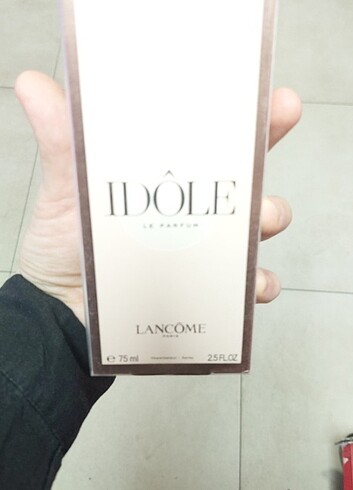 IDÔLE
LE PARFUM
LANCÔME
PARIS
℮ 75 ml 2.5 FL.OZ